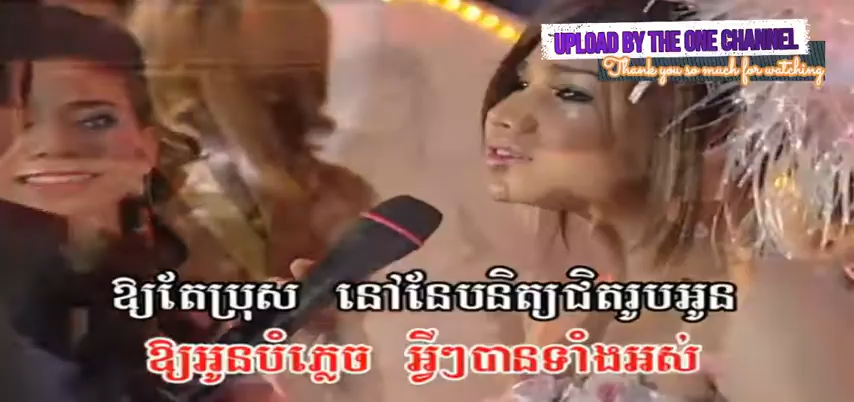 UPLOAD BY THE ONE CHANNEL
Thank you so much for watching
ឱ្យតែប្រុស នៅនែបនិត្យជិតរូបអូន
ឱ្យអូនបំភ្លេច អ្វីៗបានទាំងអស់